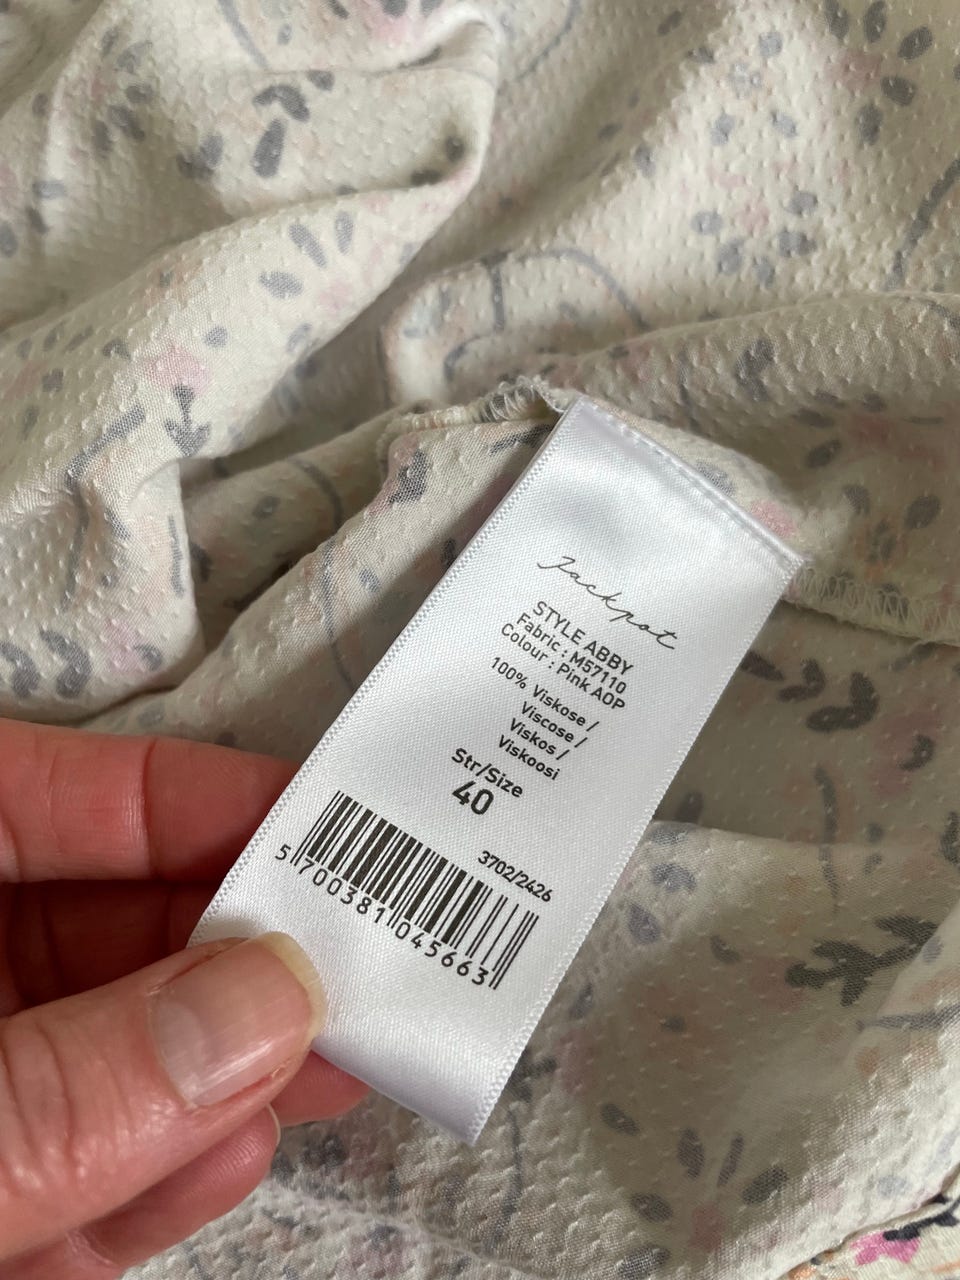 Jackpot
STYLE ABBY
Fabric : M57110
Colour : Pink AOP
100% Viskose /
Viscose /
Viskos /
Viskoosi
Str/Size
40
3702/2426
5 700381 045663